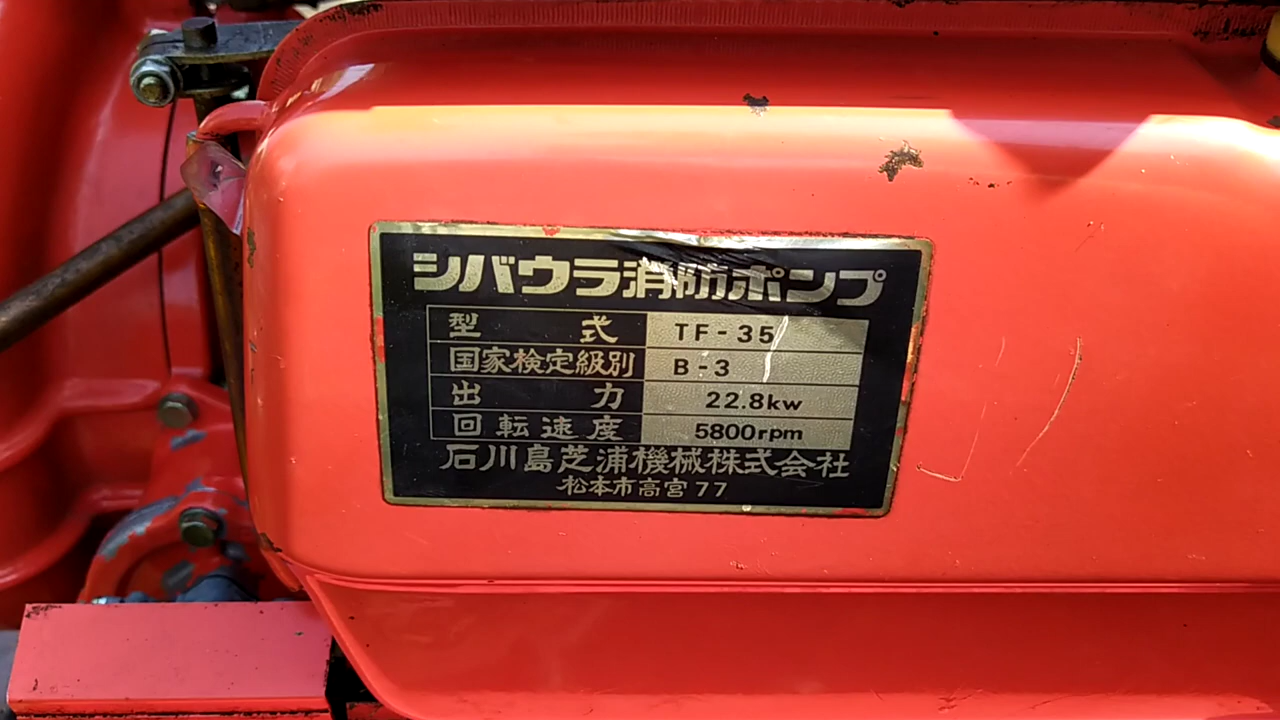 シバウラ消防ポンプ
型式 TF-35
国家検定級別 B-3
出力 22.8kw
回転速度 5800rpm
石川島芝浦機械株式会社
松本市高宮77